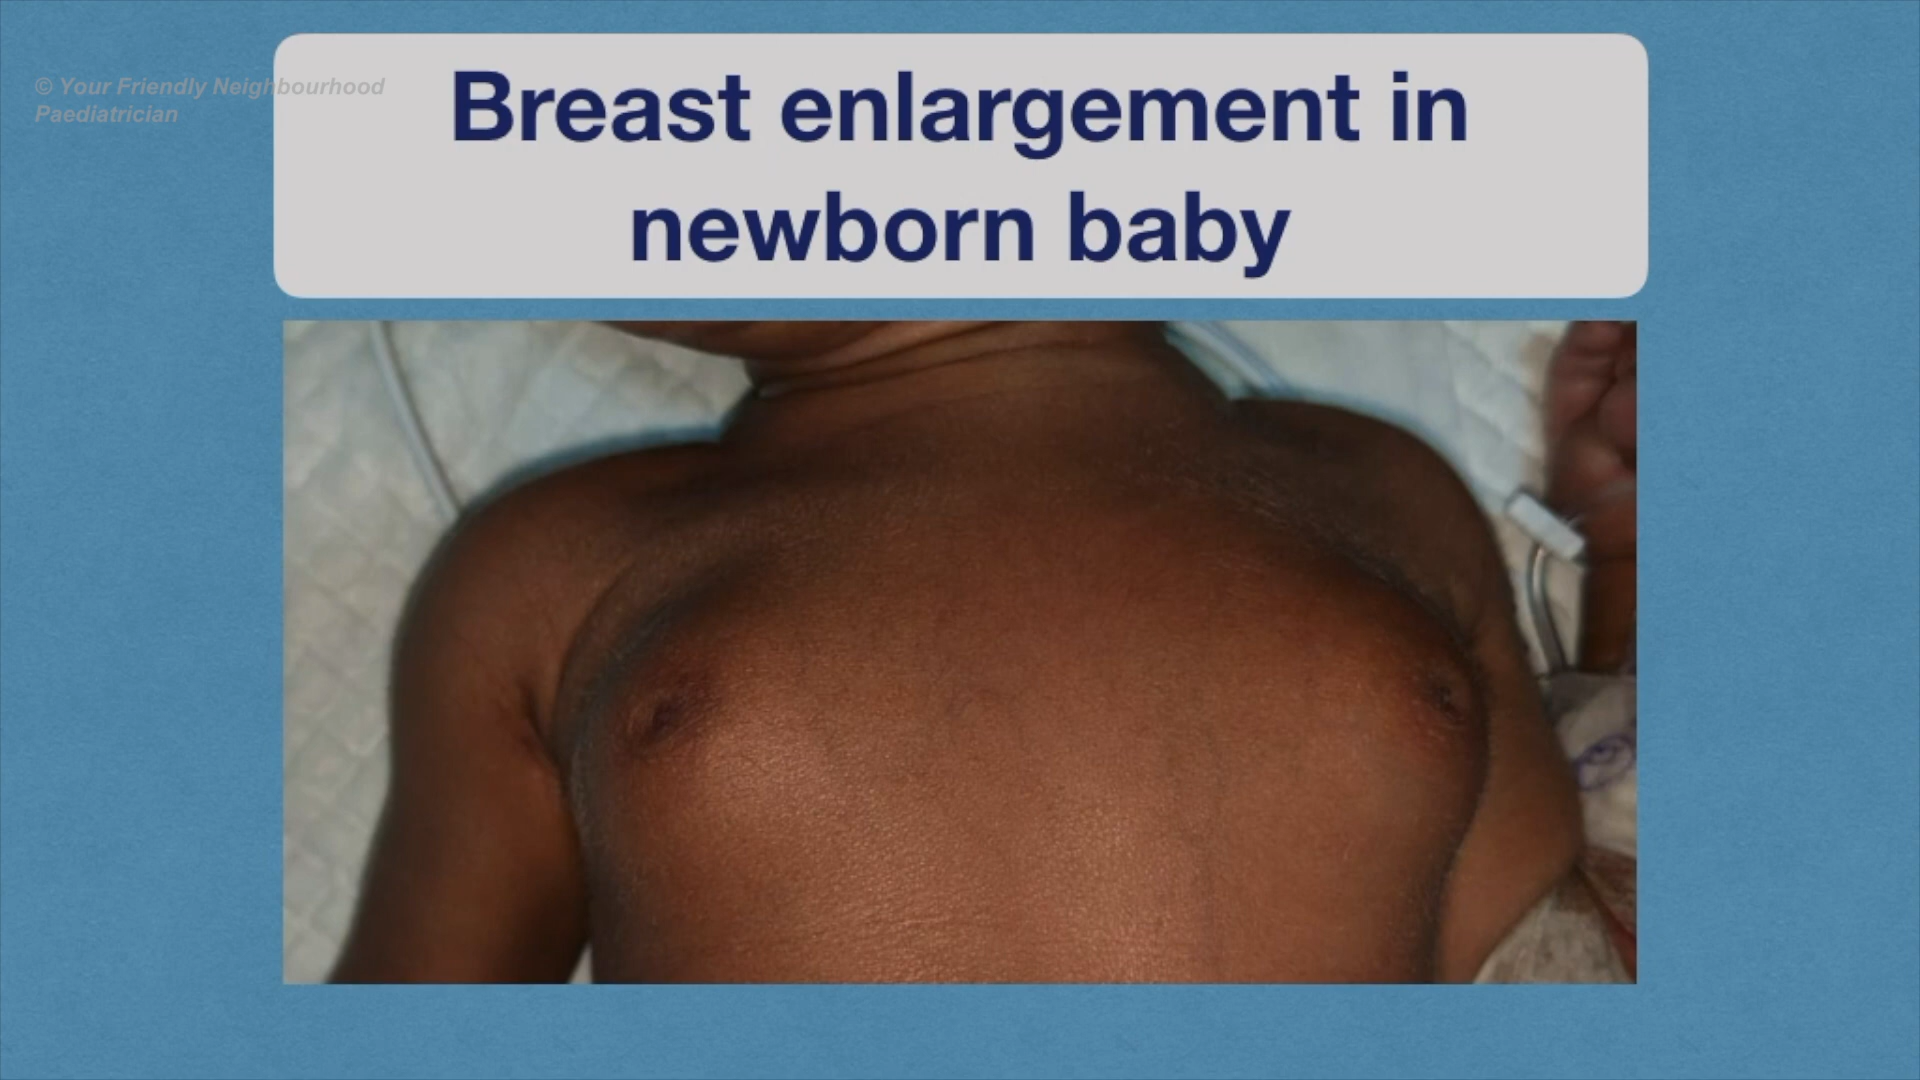 © Your Friendly Neighbourhood
Paediatrician
Breast enlargement in
newborn baby